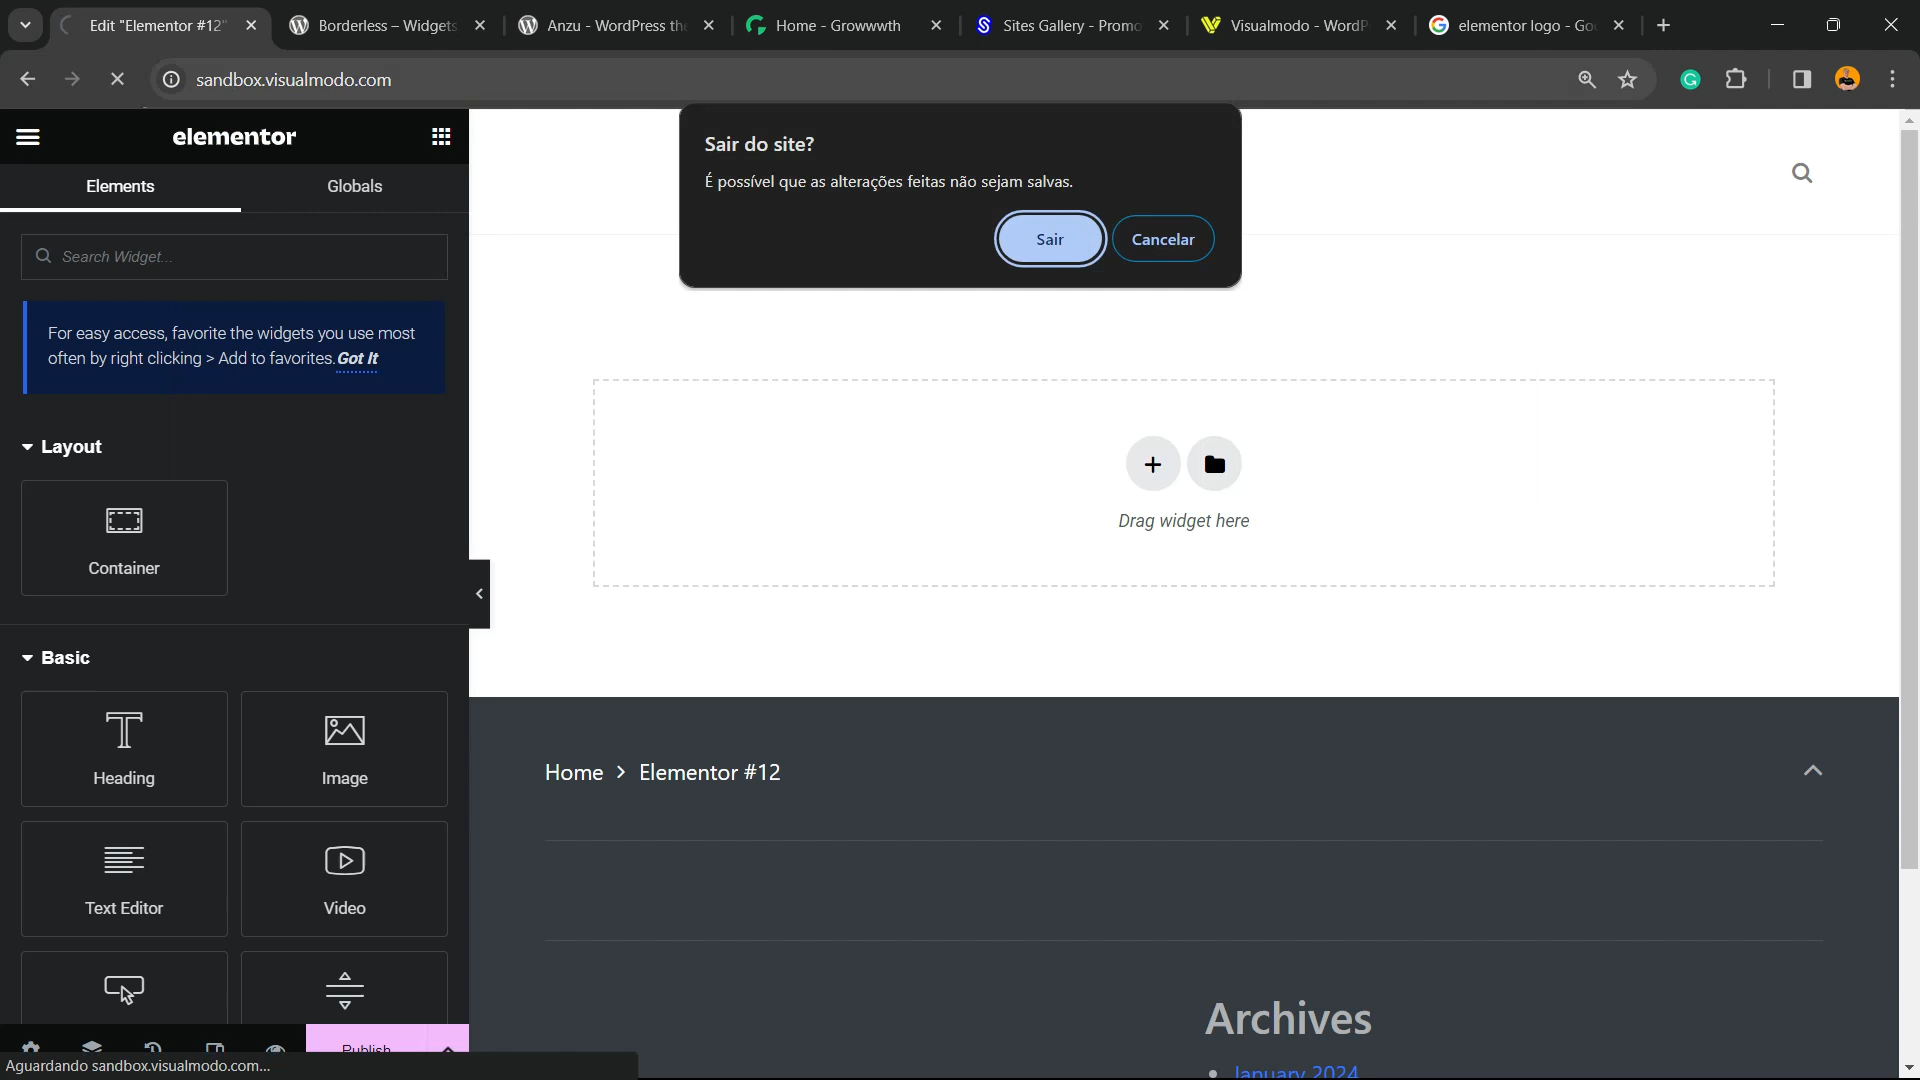 Edit "Elementor #12"
Borderless – Widgets
Anzu - WordPress th
Home - Growwwth
Sites Gallery - Promo
Visualmodo - WordP
elementor logo - Go
sandbox.visualmodo.com
elementor
Elements
Globals
Search Widget...
For easy access, favorite the widgets you use most
often by right clicking > Add to favorites. Got It
Layout
Container
Basic
Heading
Image
Text Editor
Video
Publish
Aguardando sandbox.visualmodo.com...
Sair do site?
É possível que as alterações feitas não sejam salvas.
Sair
Cancelar
Drag widget here
Home > Elementor #12
Archives
January 2024